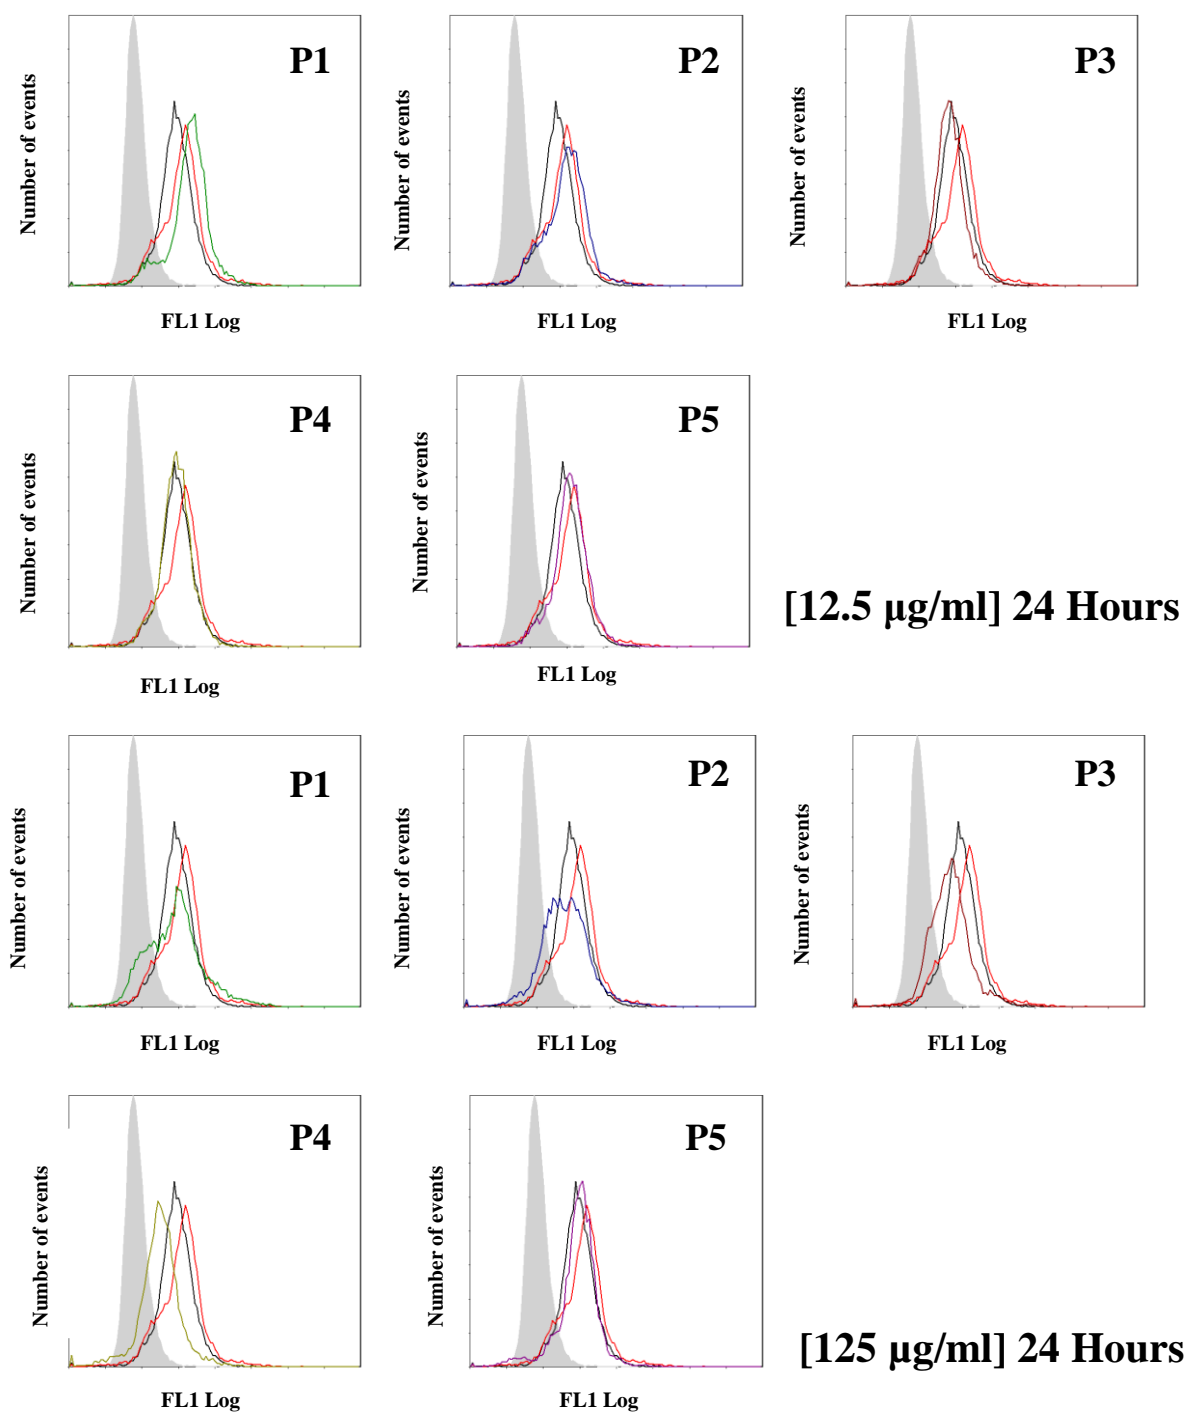 P1
P2
P3
Number of events
Number of events
Number of events
FL1 Log
FL1 Log
FL1 Log
P4
P5
Number of events
Number of events
[12.5 µg/ml] 24 Hours
FL1 Log
FL1 Log
P1
P2
P3
Number of events
Number of events
Number of events
FL1 Log
FL1 Log
FL1 Log
P4
P5
Number of events
Number of events
[125 µg/ml] 24 Hours
FL1 Log
FL1 Log